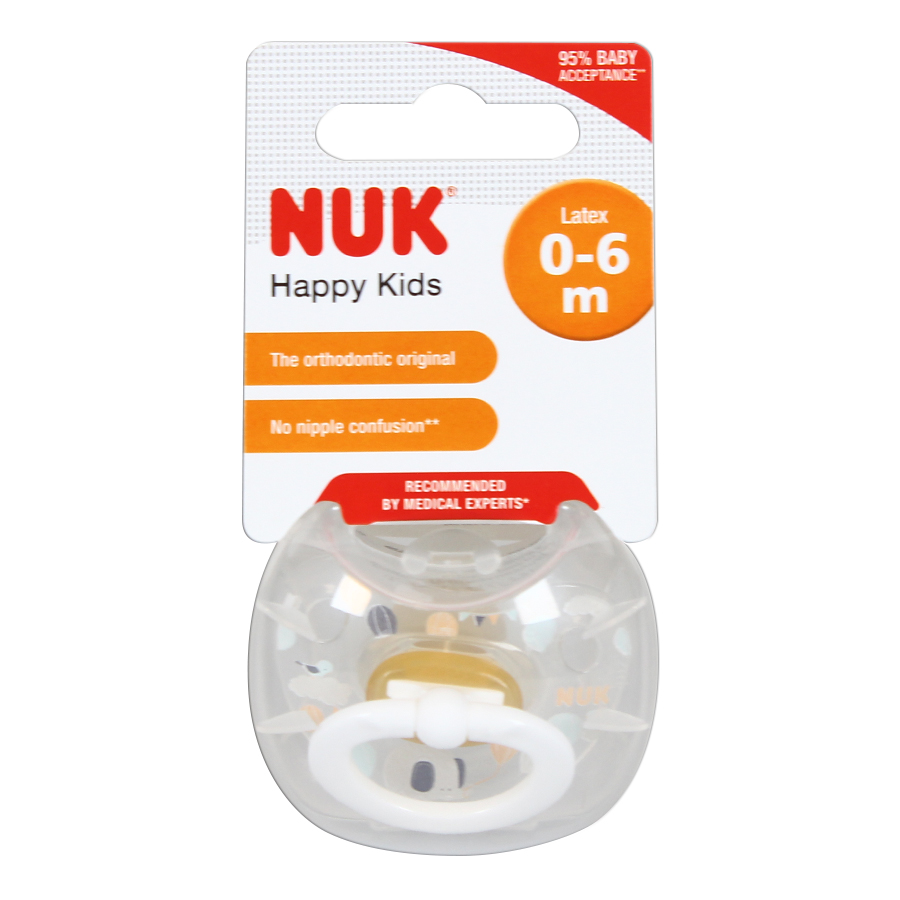 95% BABY
ACCEPTANCE**
NUK®
Happy Kids
Latex
0-6
m
The orthodontic original
No nipple confusion**
RECOMMENDED
BY MEDICAL EXPERTS*
NUK